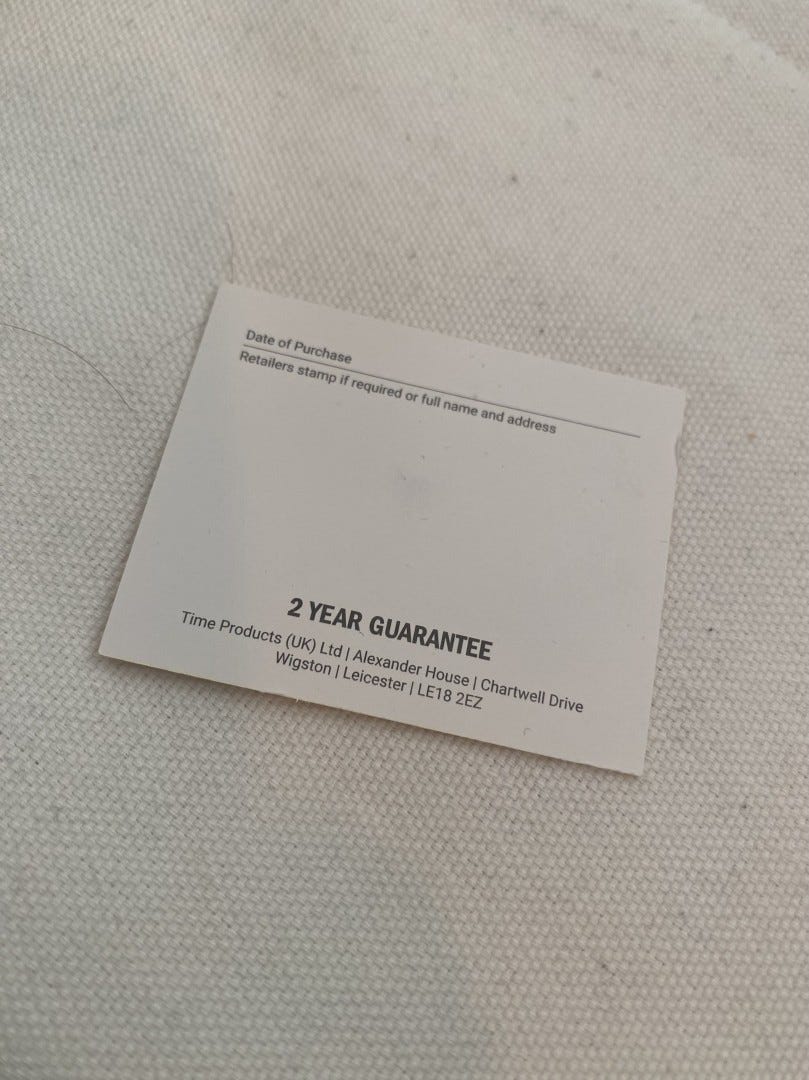 Date of Purchase
Retailers stamp if required or full name and address
2 YEAR GUARANTEE
Time Products (UK) Ltd | Alexander House | Chartwell Drive
Wigston | Leicester | LE18 2EZ